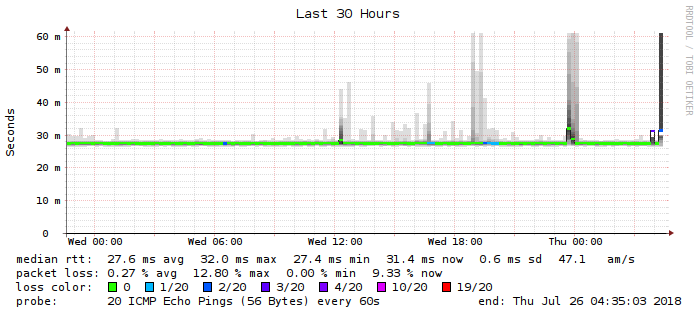 Last 30 Hours
RRDTOOL / TOBI OETIKER
Seconds
60 m
50 m
40 m
30 m
20 m
10 m
0
Wed 00:00 Wed 06:00 Wed 12:00 Wed 18:00 Thu 00:00
median rtt: 27.6 ms avg 32.0 ms max 27.4 ms min 31.4 ms now 0.6 ms sd 47.1 am/s
packet loss: 0.27 % avg 12.80 % max 0.00 % min 9.33 % now
loss color: 0 1/20 2/20 3/20 4/20 10/20 19/20
probe: 20 ICMP Echo Pings (56 Bytes) every 60s end: Thu Jul 26 04:35:03 2018